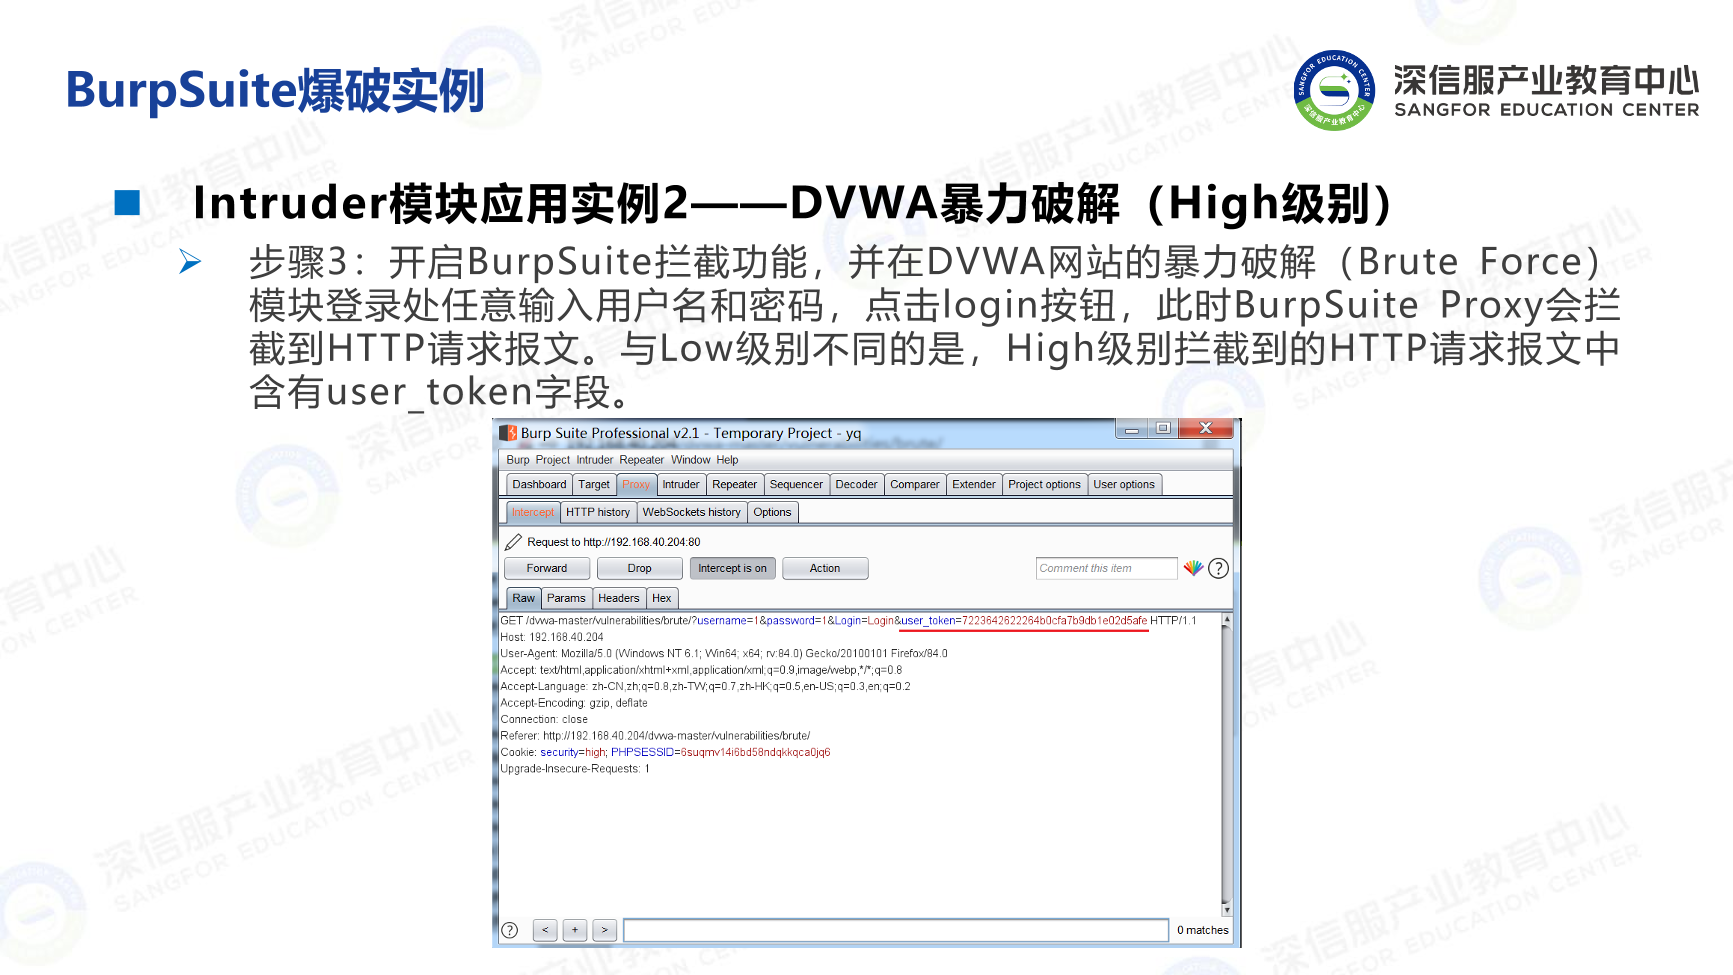 BurpSuite爆破实例
深信服产业教育中心
SANGFOR EDUCATION CENTER
Intruder模块应用实例2——DVWA暴力破解（High级别）
步骤3：开启BurpSuite拦截功能，并在DVWA网站的暴力破解（Brute Force）
模块登录处任意输入用户名和密码，点击login按钮，此时BurpSuite Proxy会拦
截到HTTP请求报文。与Low级别不同的是，High级别拦截到的HTTP请求报文中
含有user_token字段。
Burp Suite Professional v2.1 - Temporary Project - yq
Burp Project Intruder Repeater Window Help
Dashboard Target Proxy Intruder Repeater Sequencer Decoder Comparer Extender Project options User options
Intercept HTTP history WebSockets history Options
Request to http://192.168.40.204:80
Forward Drop Intercept is on Action Comment this item ?
Raw Params Headers Hex
GET /dvwa-master/vulnerabilities/brute/?username=1&password=1&Login=Login&user_token=7223642622264b0cfa7b9db1e02d5afe HTTP/1.1
Host: 192.168.40.204
User-Agent: Mozilla/5.0 (Windows NT 6.1; Win64; x64; rv:84.0) Gecko/20100101 Firefox/84.0
Accept: text/html,application/xhtml+xml,application/xml;q=0.9,image/webp,*/*;q=0.8
Accept-Language: zh-CN,zh;q=0.8,zh-TW;q=0.7,zh-HK;q=0.5,en-US;q=0.3,en;q=0.2
Accept-Encoding: gzip, deflate
Connection: close
Referer: http://192.168.40.204/dvwa-master/vulnerabilities/brute/
Cookie: security=high; PHPSESSID=6suqmv14i6bd58ndqkkqca0jq6
Upgrade-Insecure-Requests: 1
? < + > 0 matches